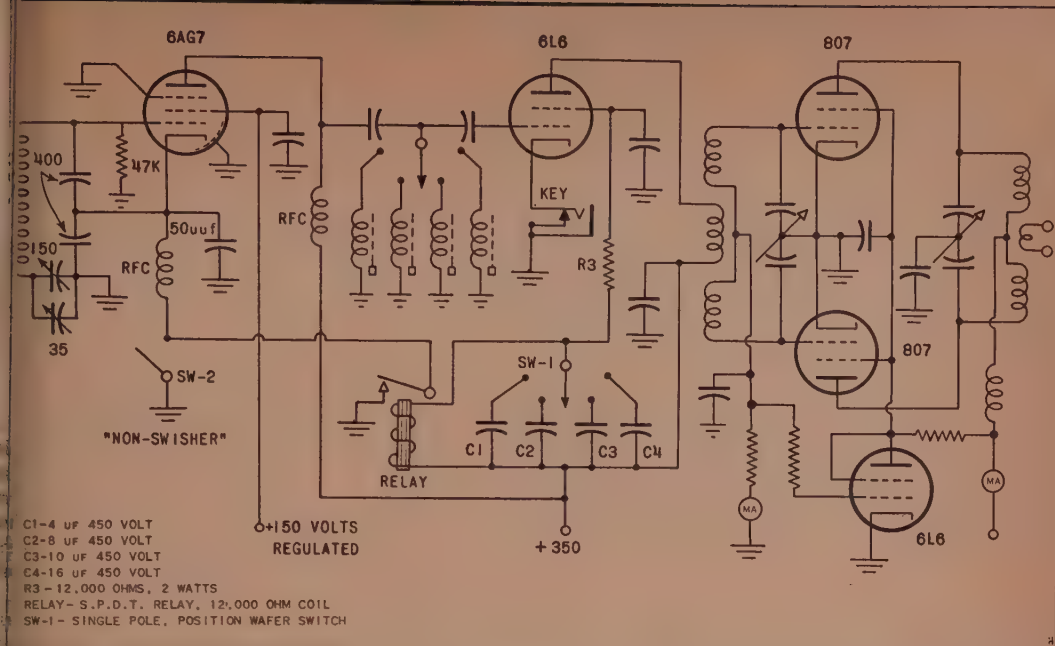 6AG7
6L6
807
400
47K
KEY
50uuf
RFC
R3
150
RFC
35
SW-2
SW-1
807
"NON-SWISHER"
C1
C2
C3
C4
RELAY
MA
MA
+150 VOLTS
REGULATED
+350
6L6
C1-4 UF 450 VOLT
C2-8 UF 450 VOLT
C3-10 UF 450 VOLT
C4-16 UF 450 VOLT
R3-12,000 OHMS, 2 WATTS
RELAY- S.P.D.T. RELAY, 12,000 OHM COIL
SW-1- SINGLE POLE, POSITION WAFER SWITCH